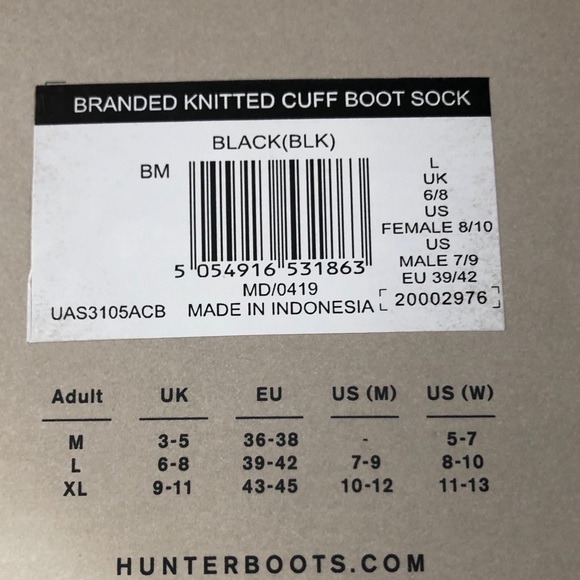 BRANDED KNITTED CUFF BOOT SOCK
BLACK(BLK)
BM
L
UK
6/8
US
FEMALE 8/10
US
MALE 7/9
EU 39/42
5 054916 531863
MD/0419
UAS3105ACB MADE IN INDONESIA 20002976
Adult UK EU US (M) US (W)
M 3-5 36-38 - 5-7
L 6-8 39-42 7-9 8-10
XL 9-11 43-45 10-12 11-13
HUNTERBOOTS.COM